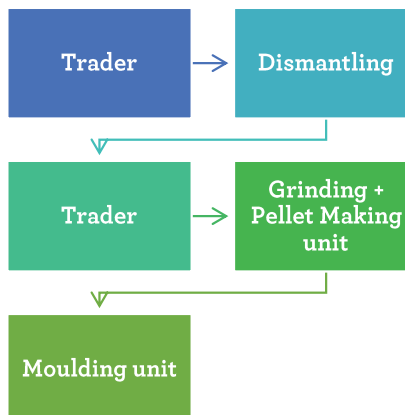 Trader
Dismantling
Trader
Grinding +
Pellet Making
unit
Moulding unit